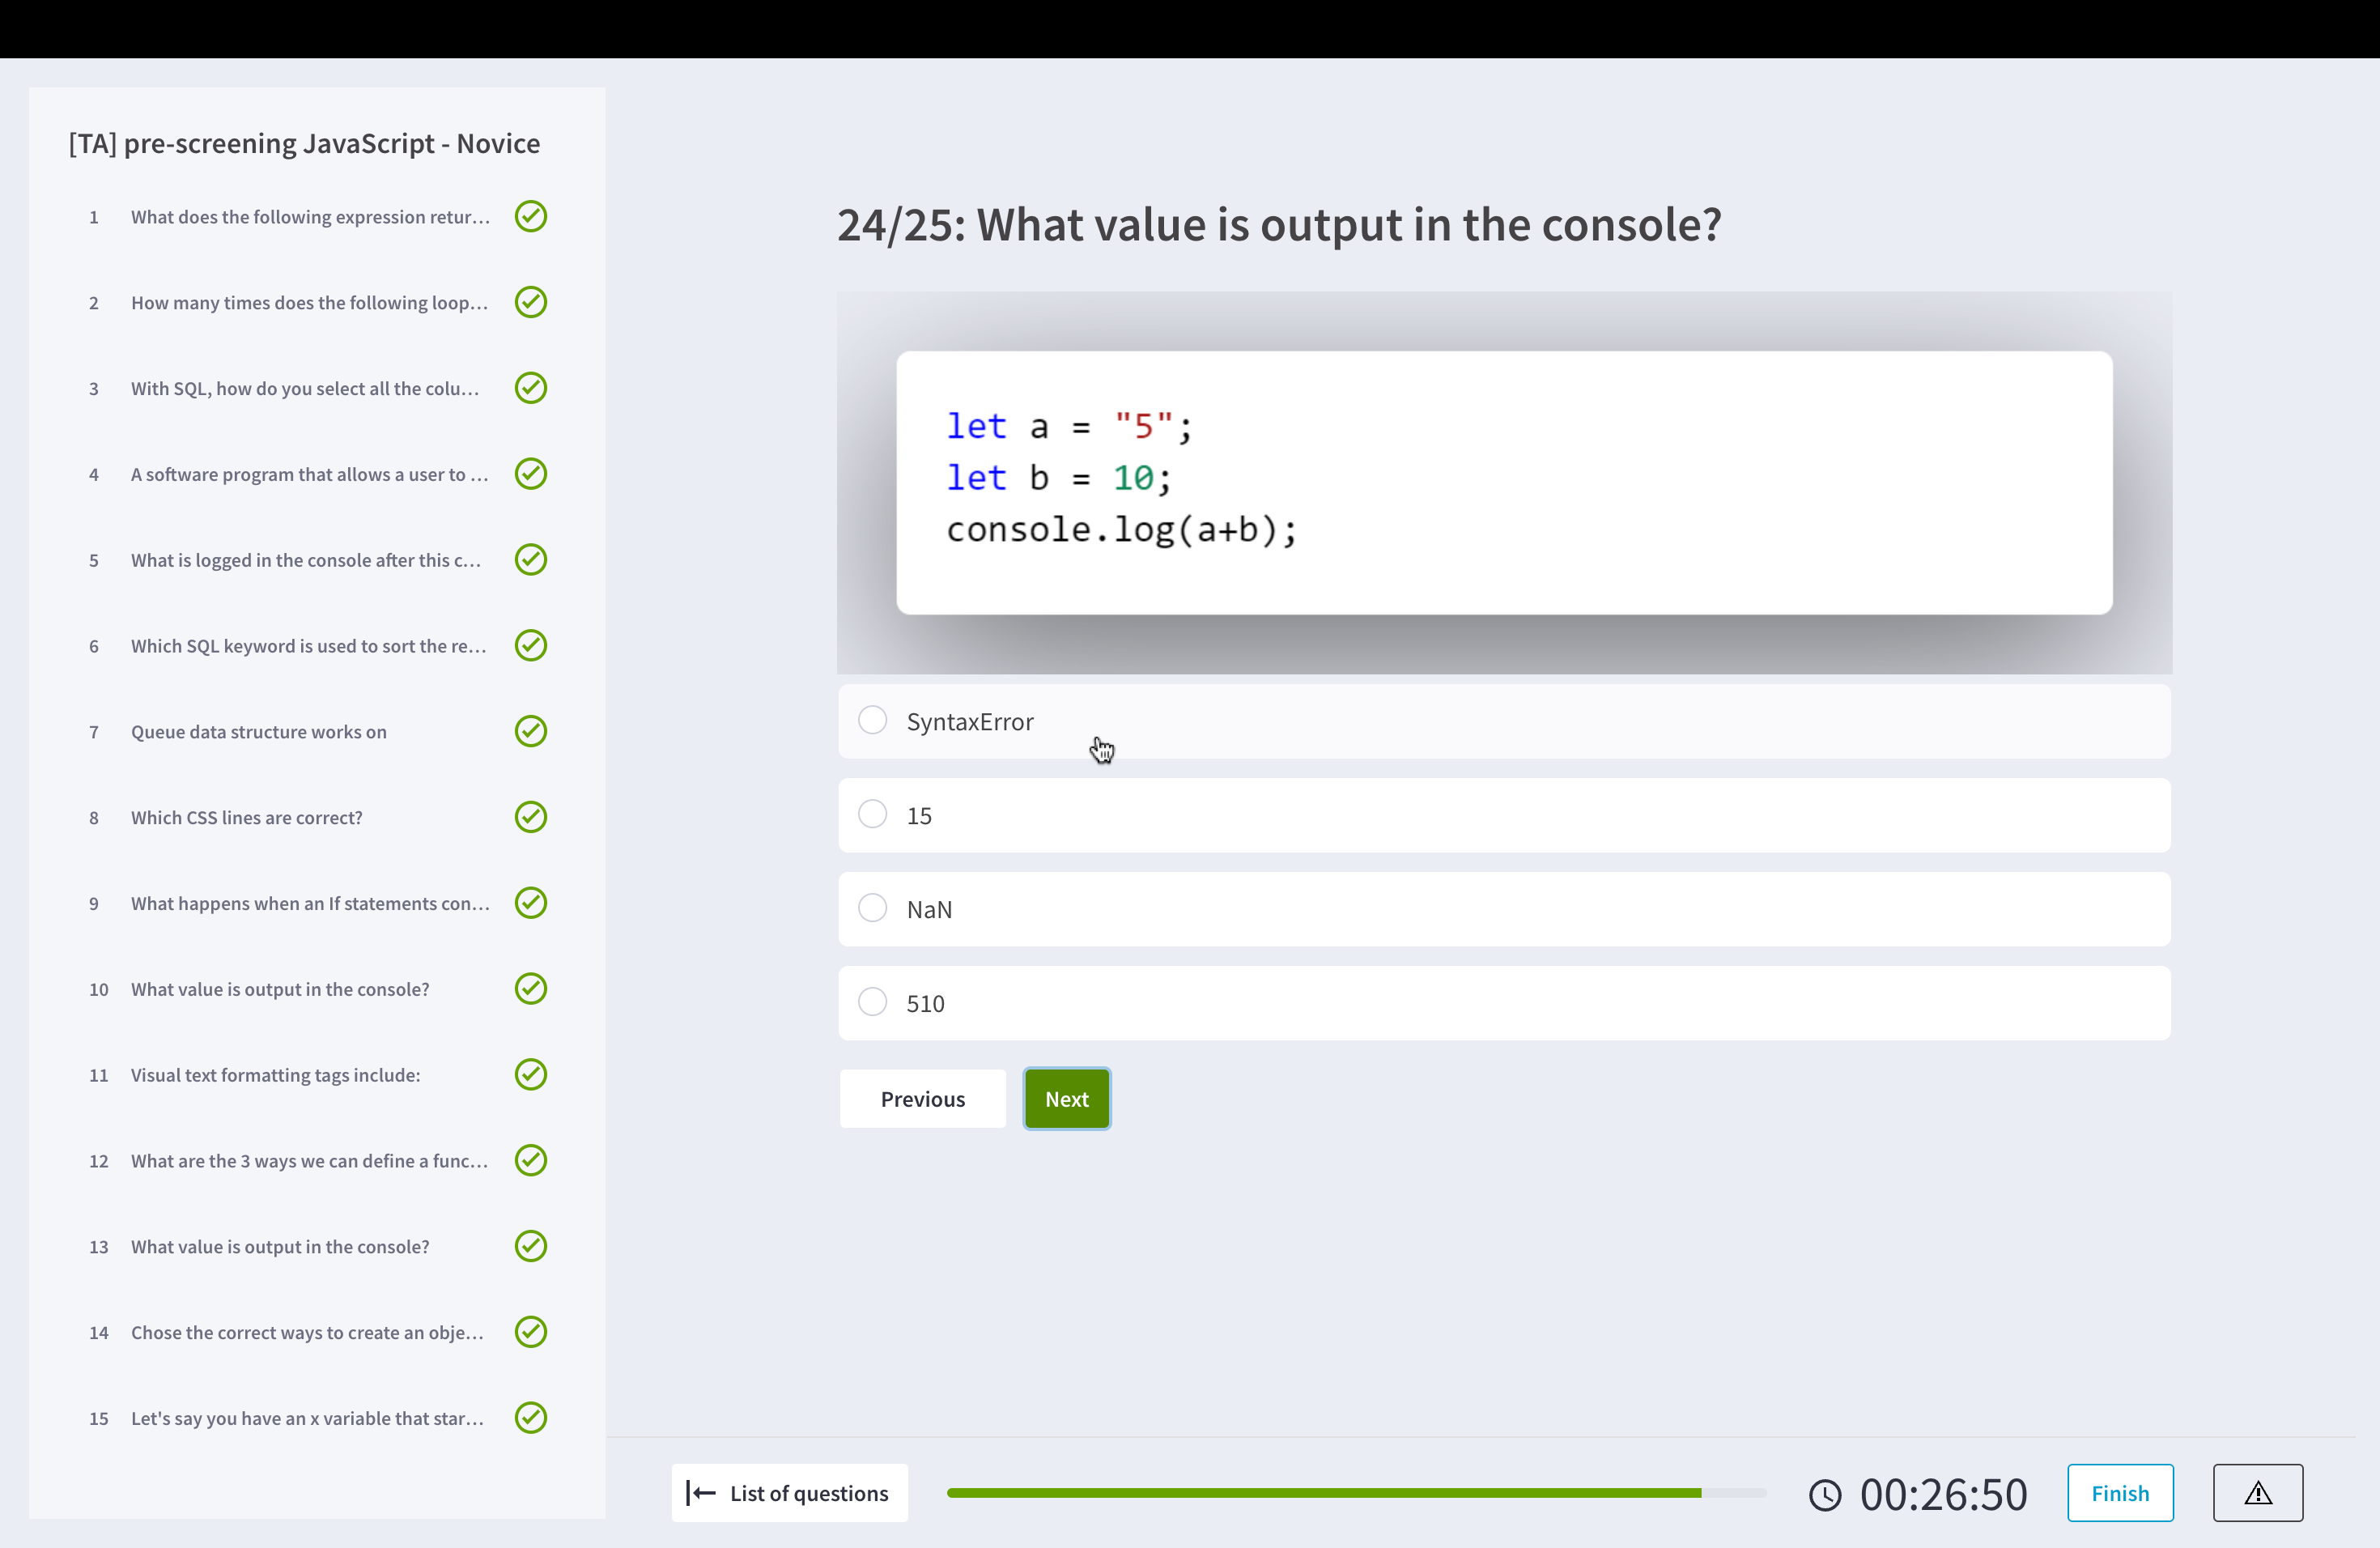 [TA] pre-screening JavaScript - Novice
1 What does the following expression retur...
2 How many times does the following loop...
3 With SQL, how do you select all the colu...
4 A software program that allows a user to ...
5 What is logged in the console after this c...
6 Which SQL keyword is used to sort the re...
7 Queue data structure works on
8 Which CSS lines are correct?
9 What happens when an If statements con...
10 What value is output in the console?
11 Visual text formatting tags include:
12 What are the 3 ways we can define a func...
13 What value is output in the console?
14 Chose the correct ways to create an obje...
15 Let's say you have an x variable that star...
24/25: What value is output in the console?
let a = "5";
let b = 10;
console.log(a+b);
SyntaxError
15
NaN
510
Previous Next
List of questions 00:26:50 Finish